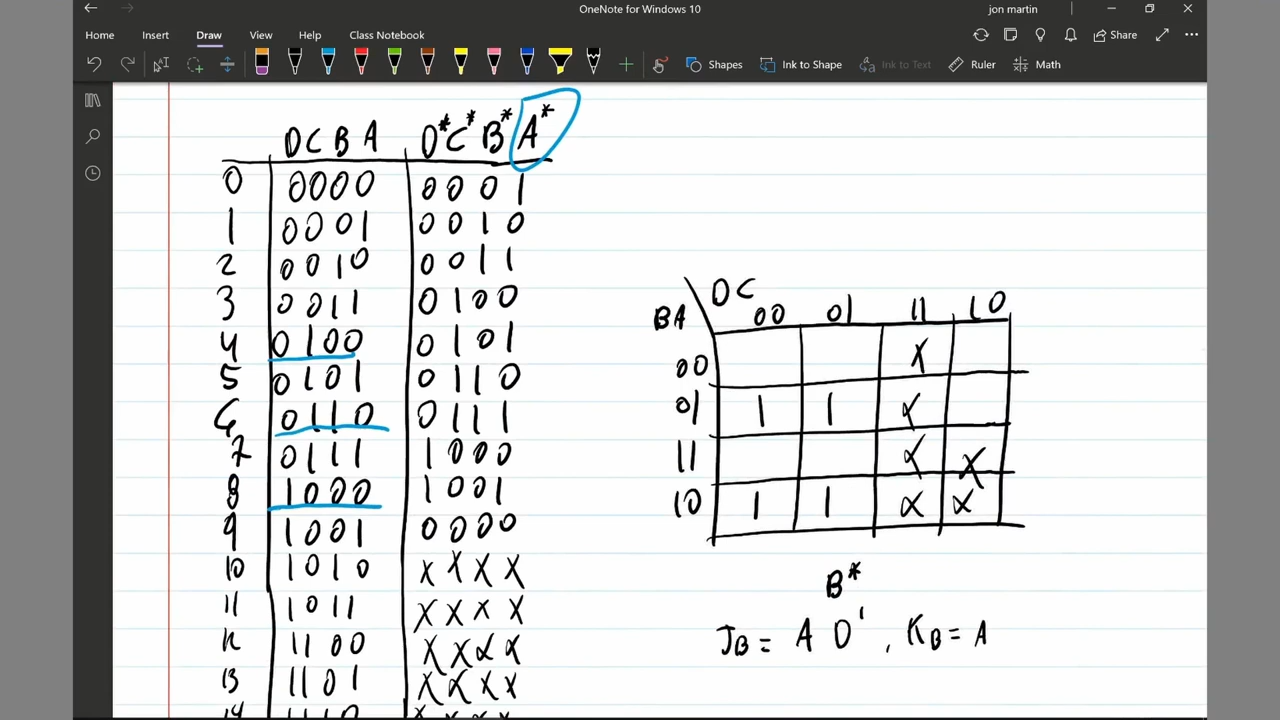 OneNote for Windows 10
jon martin
Home Insert Draw View Help Class Notebook
Share
Shapes Ink to Shape Ink to Text Ruler Math
D C B A D* C* B* A*
0 0000 0001
1 0001 0010
2 0010 0011
3 0011 0100
4 0100 0101
5 0101 0110
6 0110 0111
7 0111 1000
8 1000 1001
9 1001 0000
10 1010 XXXX
11 1011 XXXX
12 1100 XXXX
13 1101 XXXX
14 1110
DC
BA 00 01 11 10
00 X
01 1 1 X
11 X X
10 1 1 X X
B*
JB = A D' , KB = A